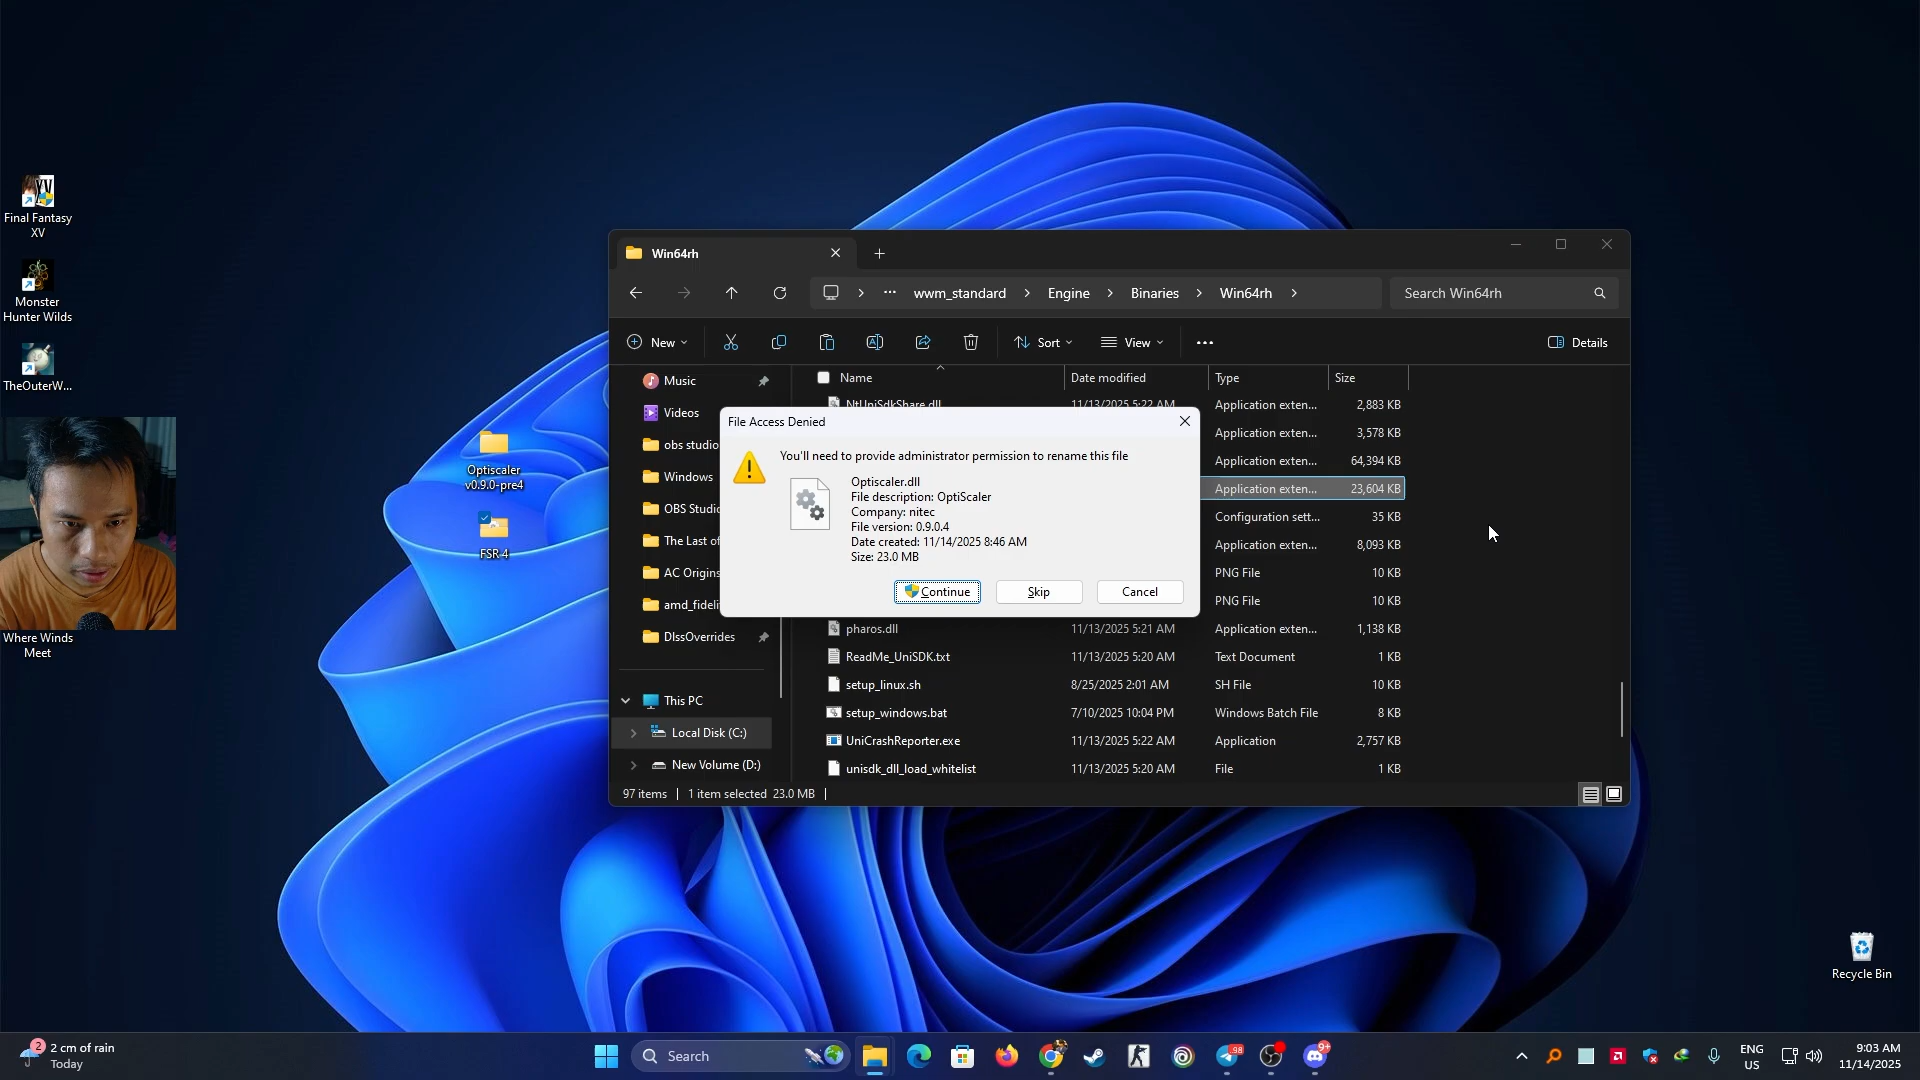 Final Fantasy
XV
Monster
Hunter Wilds
TheOuterW...
Where Winds
Meet
Optiscaler
v0.9.0-pre4
FSR 4
Recycle Bin
Win64rh
wwm_standard
Engine
Binaries
Win64rh
Search Win64rh
New
Sort
View
Details
Music
Videos
obs studio
Windows
OBS Studio
The Last of
AC Origins
amd_fideli
DlssOverrides
This PC
Local Disk (C:)
New Volume (D:)
Name Date modified Type Size
NtUniSdkShare.dll 11/13/2025 5:22 AM Application exten... 2,883 KB
Application exten... 3,578 KB
Application exten... 64,394 KB
Application exten... 23,604 KB
Configuration sett... 35 KB
Application exten... 8,093 KB
PNG File 10 KB
PNG File 10 KB
pharos.dll 11/13/2025 5:21 AM Application exten... 1,138 KB
ReadMe_UniSDK.txt 11/13/2025 5:20 AM Text Document 1 KB
setup_linux.sh 8/25/2025 2:01 AM SH File 10 KB
setup_windows.bat 7/10/2025 10:04 PM Windows Batch File 8 KB
UniCrashReporter.exe 11/13/2025 5:22 AM Application 2,757 KB
unisdk_dll_load_whitelist 11/13/2025 5:20 AM File 1 KB
97 items 1 item selected 23.0 MB
File Access Denied
You'll need to provide administrator permission to rename this file
Optiscaler.dll
File description: OptiScaler
Company: nitec
File version: 0.9.0.4
Date created: 11/14/2025 8:46 AM
Size: 23.0 MB
Continue
Skip
Cancel
2
2 cm of rain
Today
Search
98
9+
ENG
US
9:03 AM
11/14/2025